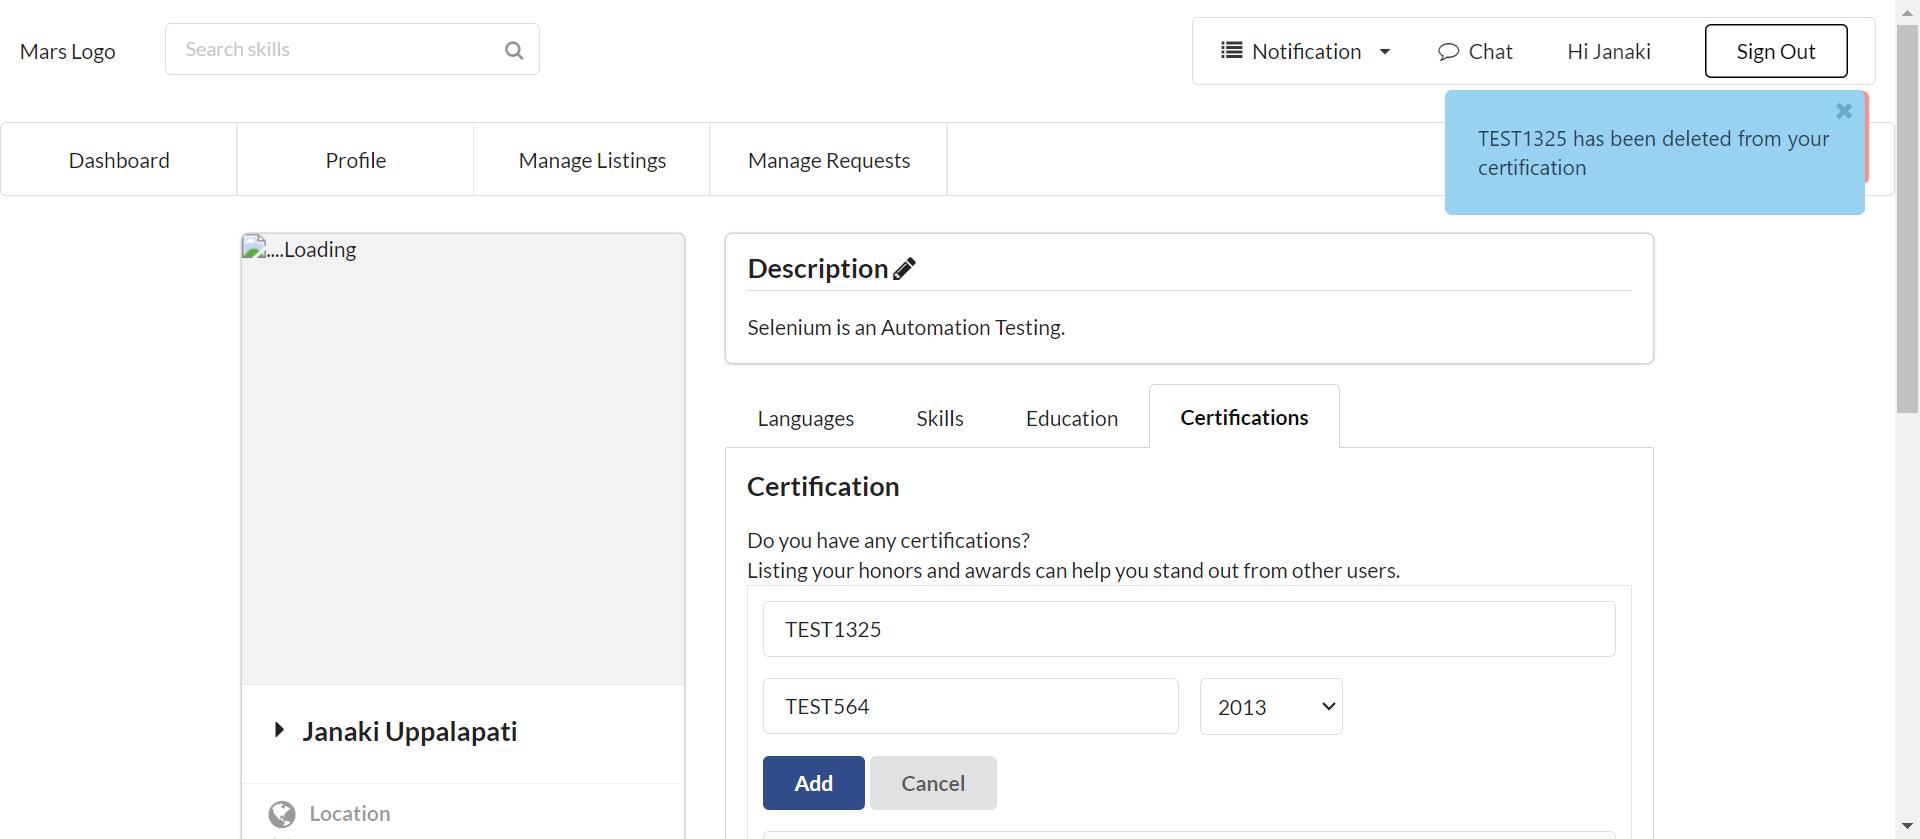 Mars Logo
Search skills
Notification
Chat
Hi Janaki
Sign Out
TEST1325 has been deleted from your
certification
Dashboard
Profile
Manage Listings
Manage Requests
....Loading
Description
Selenium is an Automation Testing.
Languages
Skills
Education
Certifications
Certification
Do you have any certifications?
Listing your honors and awards can help you stand out from other users.
TEST1325
TEST564
2013
Add
Cancel
Janaki Uppalapati
Location